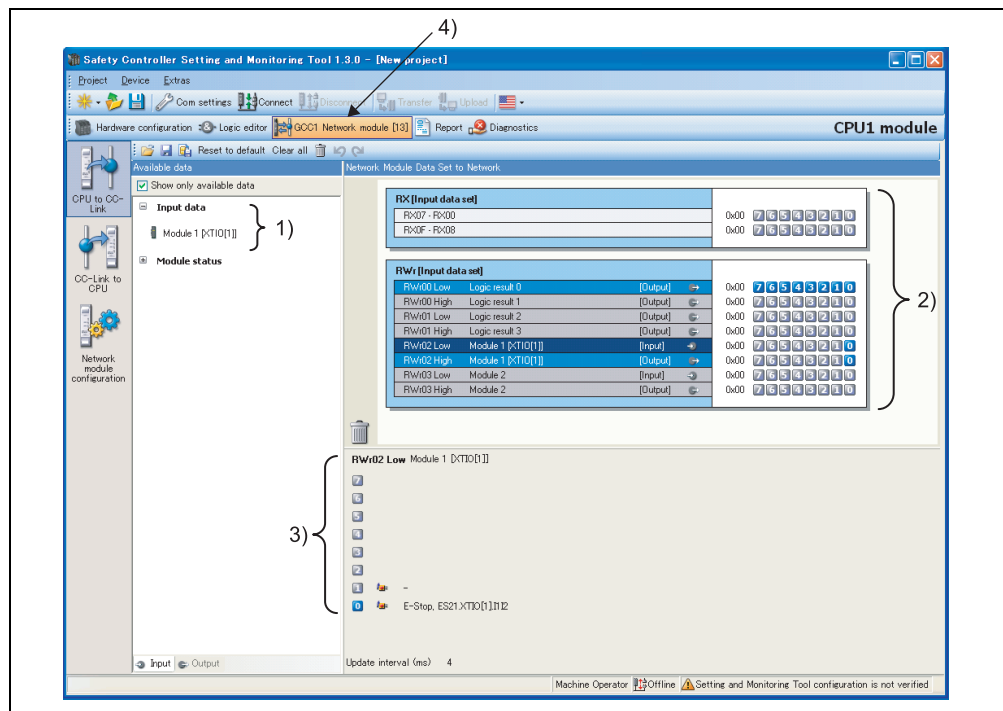 4)
Safety Controller Setting and Monitoring Tool 1.3.0 - [New project]
Project Device Extras
Com settings Connect Disconnect Transfer Upload
Hardware configuration Logic editor GCC1 Network module [13] Report Diagnostics CPU1 module
Reset to default Clear all
Available data
Network Module Data Set to Network
CPU to CC-
Link
CC-Link to
CPU
Network
module
configuration
Show only available data
Input data
Module 1 [XTIO[1]]
1)
Module status
RX [Input data set]
RX07 - RX00 0x00 7 6 5 4 3 2 1 0
RX0F - RX08 0x00 7 6 5 4 3 2 1 0
RWr [Input data set]
RWr00 Low Logic result 0 [Output] 0x00 7 6 5 4 3 2 1 0
RWr00 High Logic result 1 [Output] 0x00 7 6 5 4 3 2 1 0
RWr01 Low Logic result 2 [Output] 0x00 7 6 5 4 3 2 1 0
RWr01 High Logic result 3 [Output] 0x00 7 6 5 4 3 2 1 0
RWr02 Low Module 1 [XTIO[1]] [Input] 0x00 7 6 5 4 3 2 1 0
RWr02 High Module 1 [XTIO[1]] [Output] 0x00 7 6 5 4 3 2 1 0
RWr03 Low Module 2 [Input] 0x00 7 6 5 4 3 2 1 0
RWr03 High Module 2 [Output] 0x00 7 6 5 4 3 2 1 0
2)
RWr02 Low Module 1 [XTIO[1]]
7
6
5
4
3
2
1 -
0 E-Stop, ES21.XTIO[1].I1I2
3)
Input Output
Update interval (ms) 4
Machine Operator Offline Setting and Monitoring Tool configuration is not verified